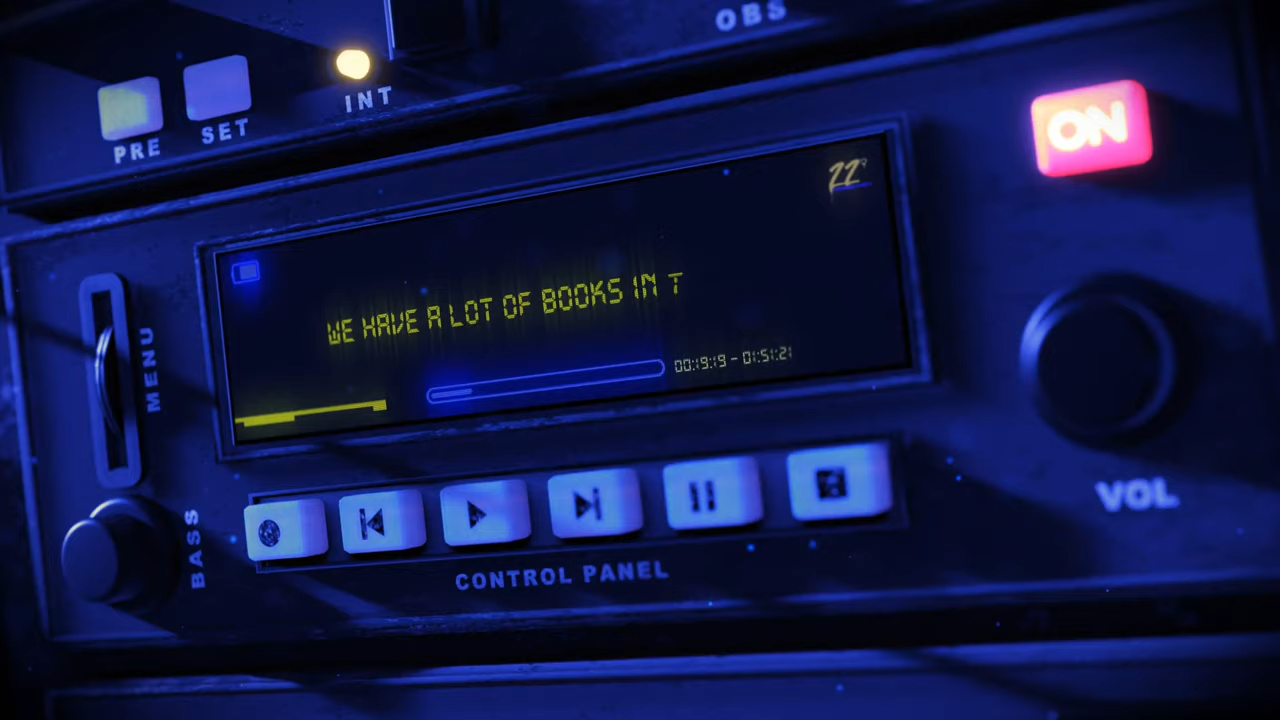 OBS
INT
PRE
SET
ON
22°
WE HAVE A LOT OF BOOKS IN T
00:19:19 - 01:51:21
MENU
BASS
VOL
CONTROL PANEL